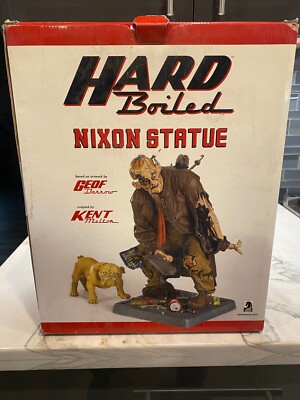 HARD
Boiled
NIXON STATUE
based on artwork by
GEOF
Darrow
sculpted by
KENT
Melton